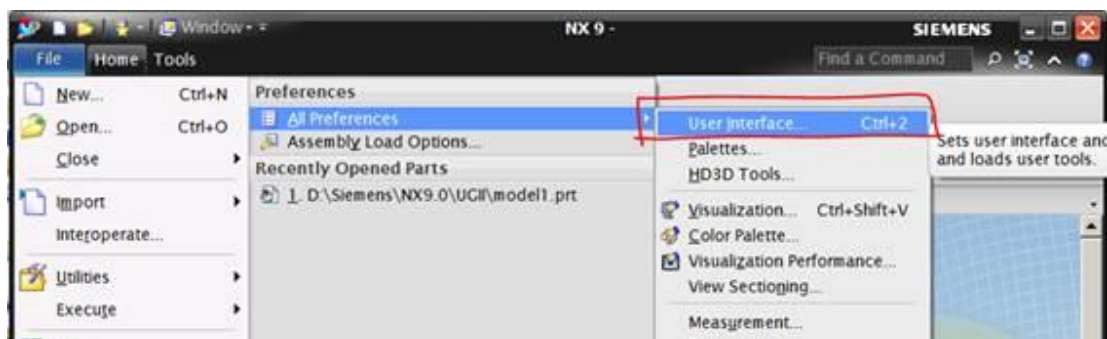 Window NX 9 - SIEMENS
File Home Tools Find a Command
New... Ctrl+N
Open... Ctrl+O
Close
Import
Interoperate...
Utilities
Execute
Preferences
All Preferences
Assembly Load Options...
Recently Opened Parts
1. D:\Siemens\NX9.0\UGII\model1.prt
User Interface... Ctrl+2
Palettes...
HD3D Tools...
Visualization... Ctrl+Shift+V
Color Palette...
Visualization Performance...
View Sectioning...
Measurement...
Sets user interface and
and loads user tools.